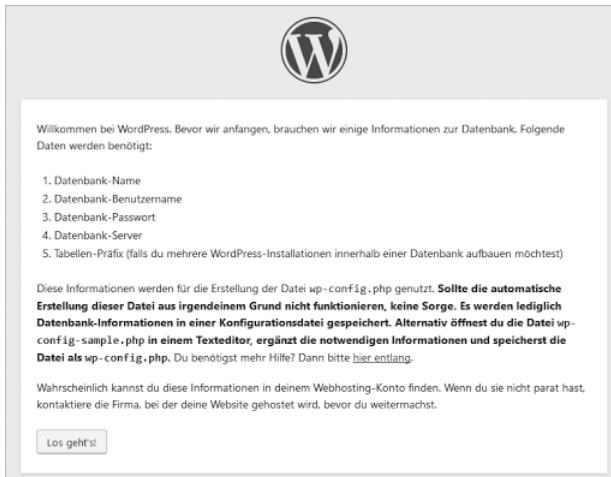 Willkommen bei WordPress. Bevor wir anfangen, brauchen wir einige Informationen zur Datenbank. Folgende
Daten werden benötigt:
1. Datenbank-Name
2. Datenbank-Benutzername
3. Datenbank-Passwort
4. Datenbank-Server
5. Tabellen-Präfix (falls du mehrere WordPress-Installationen innerhalb einer Datenbank aufbauen möchtest)
Diese Informationen werden für die Erstellung der Datei wp-config.php genutzt. Sollte die automatische
Erstellung dieser Datei aus irgendeinem Grund nicht funktionieren, keine Sorge. Es werden lediglich
Datenbank-Informationen in einer Konfigurationsdatei gespeichert. Alternativ öffnest du die Datei wp-
config-sample.php in einem Texteditor, ergänzt die notwendigen Informationen und speicherst die
Datei als wp-config.php. Du benötigst mehr Hilfe? Dann bitte hier entlang.
Wahrscheinlich kannst du diese Informationen in deinem Webhosting-Konto finden. Wenn du sie nicht parat hast,
kontaktiere die Firma, bei der deine Website gehostet wird, bevor du weitermachst.
Los geht's!